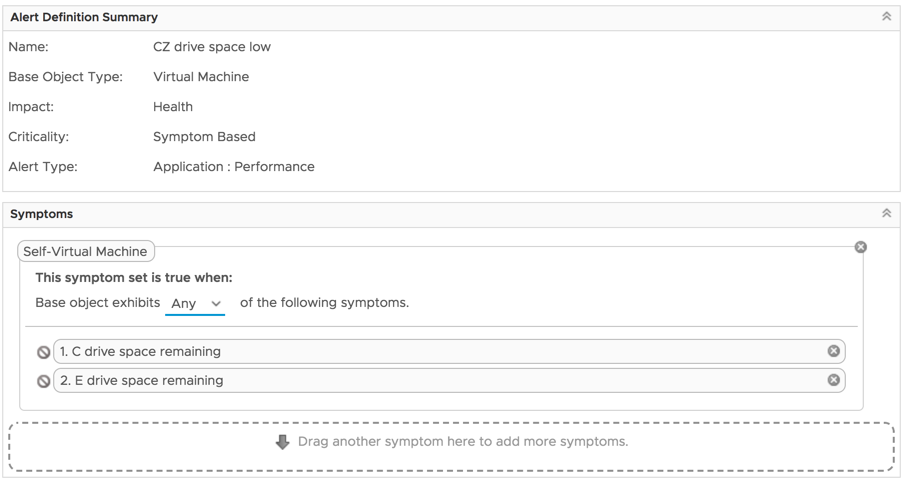 Alert Definition Summary
Name: CZ drive space low
Base Object Type: Virtual Machine
Impact: Health
Criticality: Symptom Based
Alert Type: Application : Performance
Symptoms
Self-Virtual Machine
This symptom set is true when:
Base object exhibits Any of the following symptoms.
1. C drive space remaining
2. E drive space remaining
Drag another symptom here to add more symptoms.